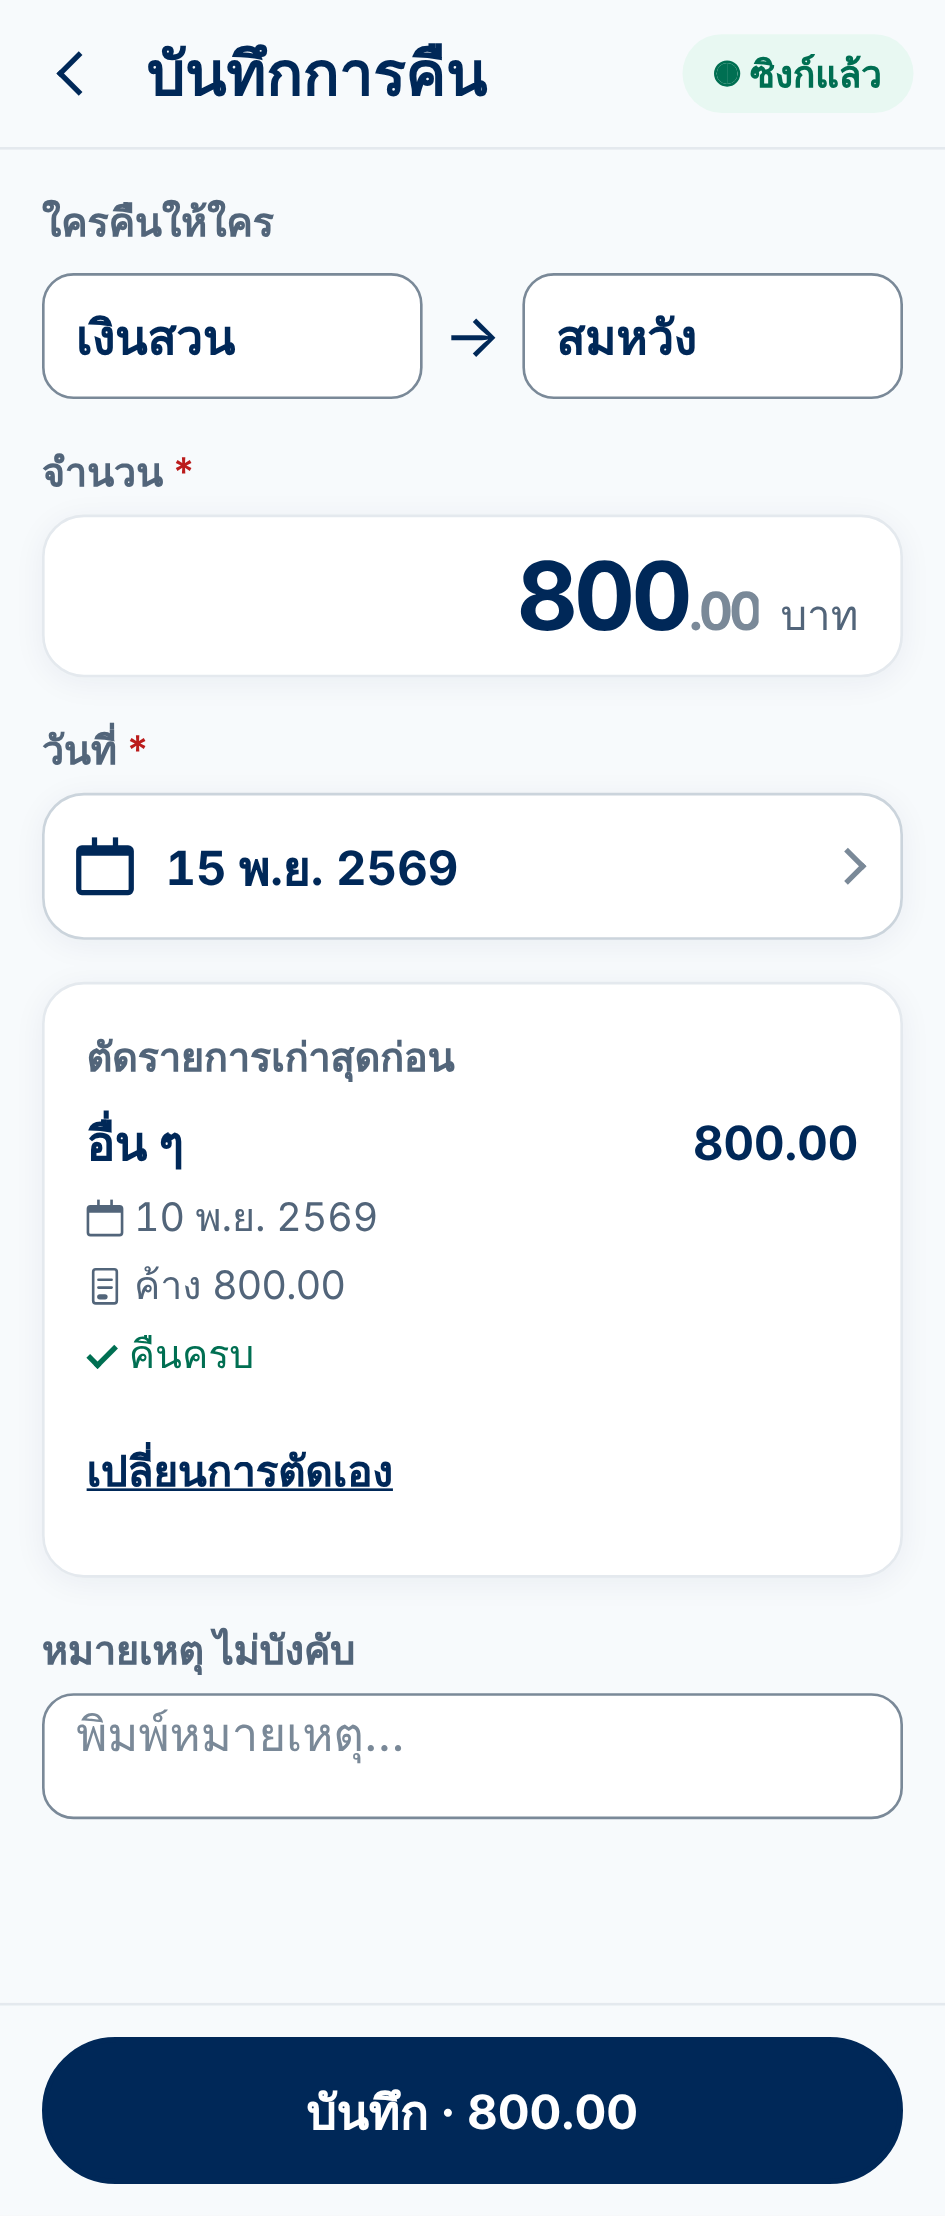 บันทึกการคืน
ซิงก์แล้ว
ใครคืนให้ใคร
เงินสวน → สมหวัง
จำนวน *
800.00 บาท
วันที่ *
15 พ.ย. 2569
ตัดรายการเก่าสุดก่อน
อื่น ๆ 800.00
10 พ.ย. 2569
ค้าง 800.00
คืนครบ
เปลี่ยนการตัดเอง
หมายเหตุ ไม่บังคับ
พิมพ์หมายเหตุ...
บันทึก · 800.00